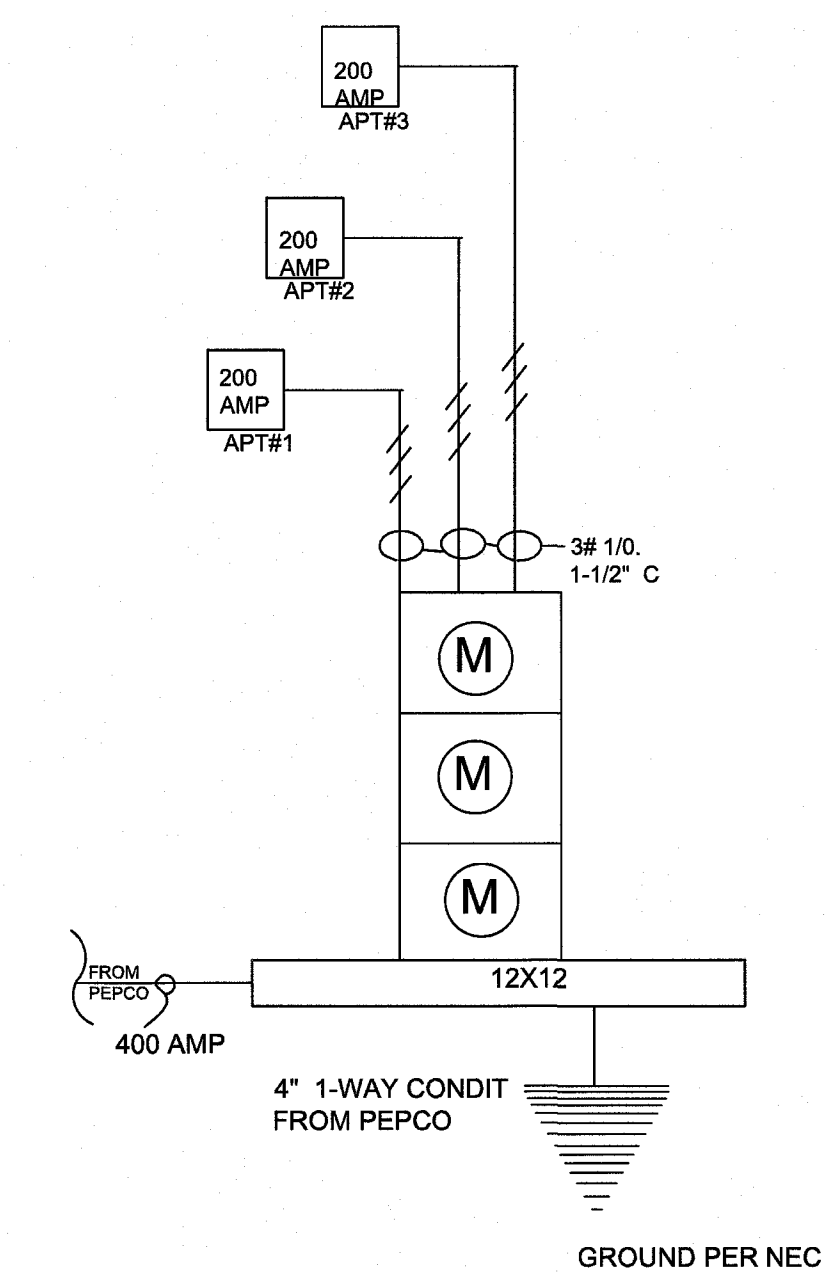 200
AMP
APT#3
200
AMP
APT#2
200
AMP
APT#1
3# 1/0.
1-1/2" C
M
M
M
12X12
FROM
PEPCO
400 AMP
4" 1-WAY CONDIT
FROM PEPCO
GROUND PER NEC